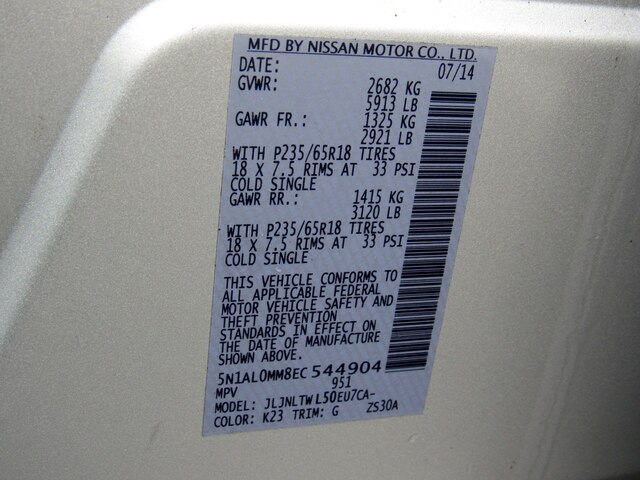 MFD BY NISSAN MOTOR CO., LTD.
DATE: 07/14
GVWR: 2682 KG
5913 LB
GAWR FR.: 1325 KG
2921 LB
WITH P235/65R18 TIRES
18 X 7.5 RIMS AT 33 PSI
COLD SINGLE
GAWR RR.: 1415 KG
3120 LB
WITH P235/65R18 TIRES
18 X 7.5 RIMS AT 33 PSI
COLD SINGLE
THIS VEHICLE CONFORMS TO
ALL APPLICABLE FEDERAL
MOTOR VEHICLE SAFETY AND
THEFT PREVENTION
STANDARDS IN EFFECT ON
THE DATE OF MANUFACTURE
SHOWN ABOVE.
5N1AL0MM8EC 544904
951
MPV
MODEL: JLJNLTW L50EU7CA-
COLOR: K23 TRIM: G ZS30A